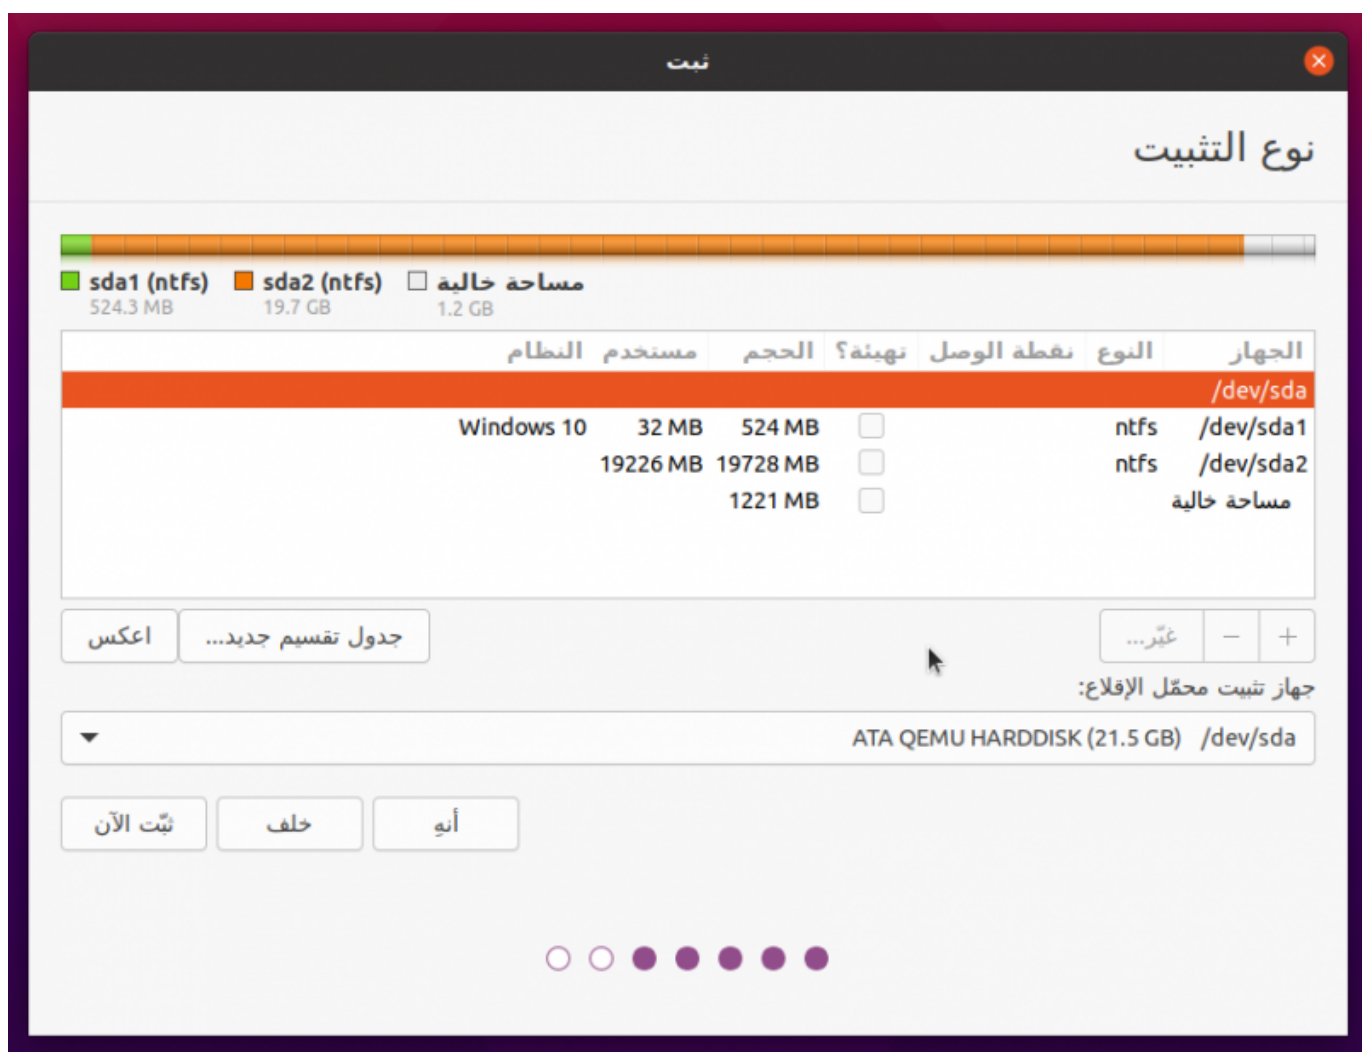 ثبت
نوع التثبيت
sda1 (ntfs) sda2 (ntfs) مساحة خالية
524.3 MB 19.7 GB 1.2 GB
الجهاز النوع نقطة الوصل تهيئة؟ الحجم مستخدم النظام
/dev/sda
/dev/sda1 ntfs 524 MB 32 MB Windows 10
/dev/sda2 ntfs 19728 MB 19226 MB
مساحة خالية 1221 MB
+ − غيّر... جدول تقسيم جديد... اعكس
جهاز تثبيت محمّل الإقلاع:
/dev/sda ATA QEMU HARDDISK (21.5 GB)
أنهِ خلف ثبّت الآن